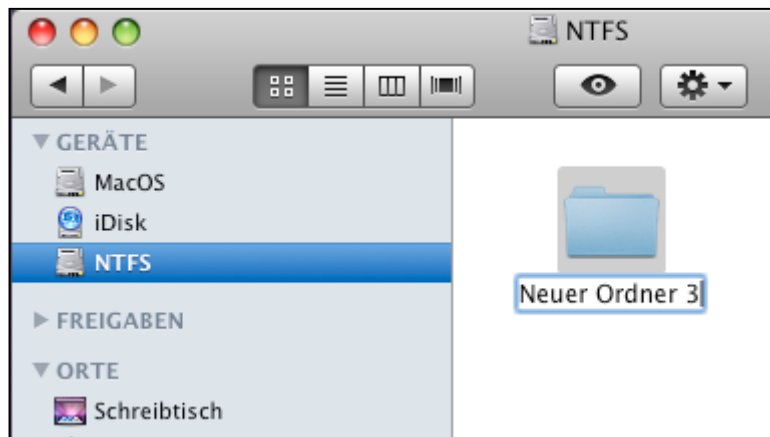 NTFS
GERÄTE
MacOS
iDisk
NTFS
FREIGABEN
ORTE
Schreibtisch
Neuer Ordner 3